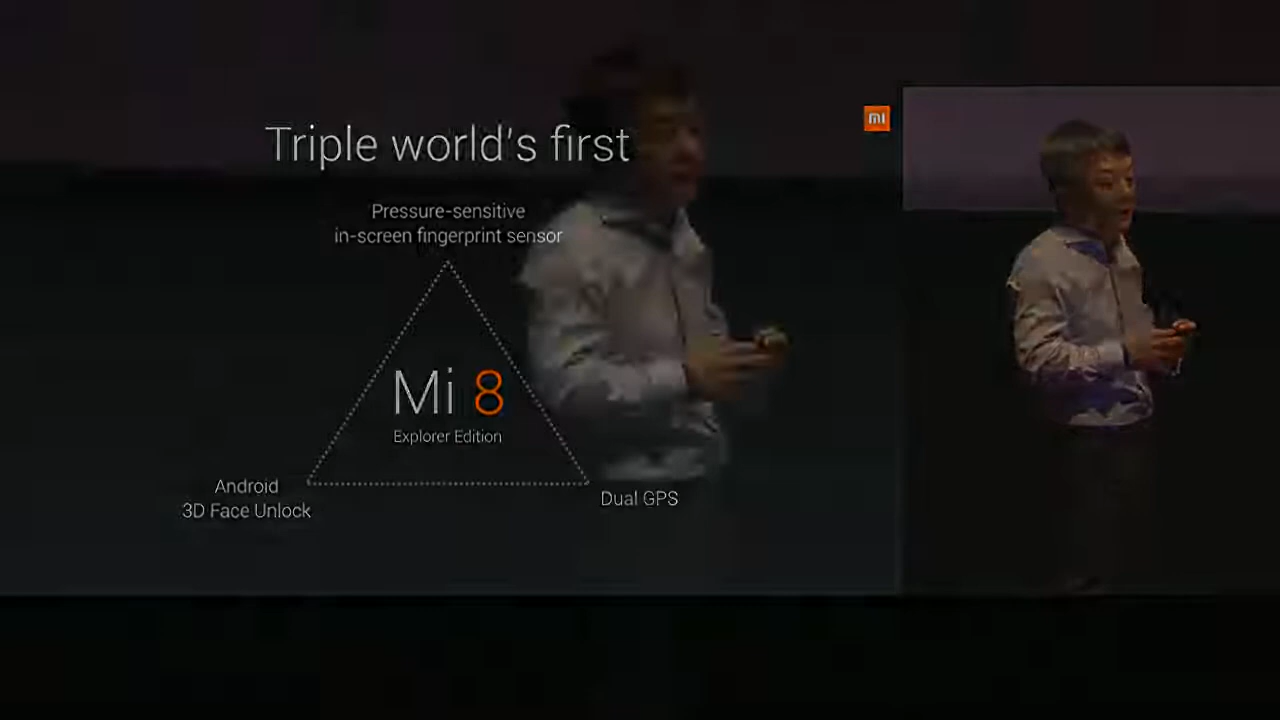 Triple world's first
mi
Pressure-sensitive
in-screen fingerprint sensor
Mi 8
Explorer Edition
Android
3D Face Unlock
Dual GPS